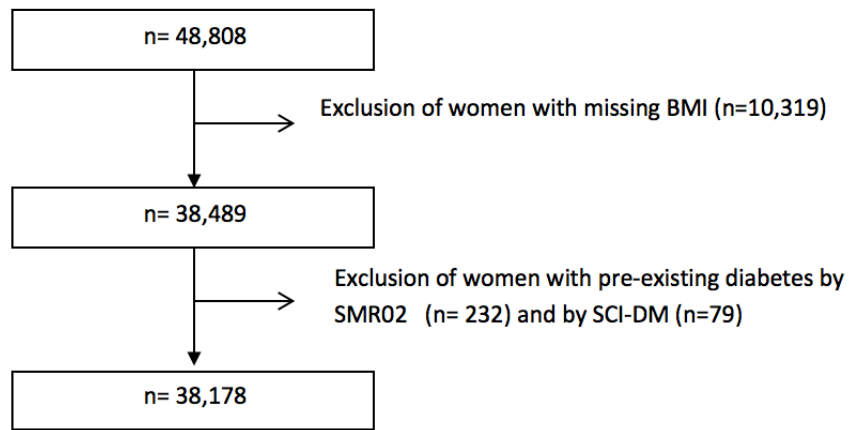 n= 48,808
Exclusion of women with missing BMI (n=10,319)
n= 38,489
Exclusion of women with pre-existing diabetes by
SMR02 (n= 232) and by SCI-DM (n=79)
n= 38,178